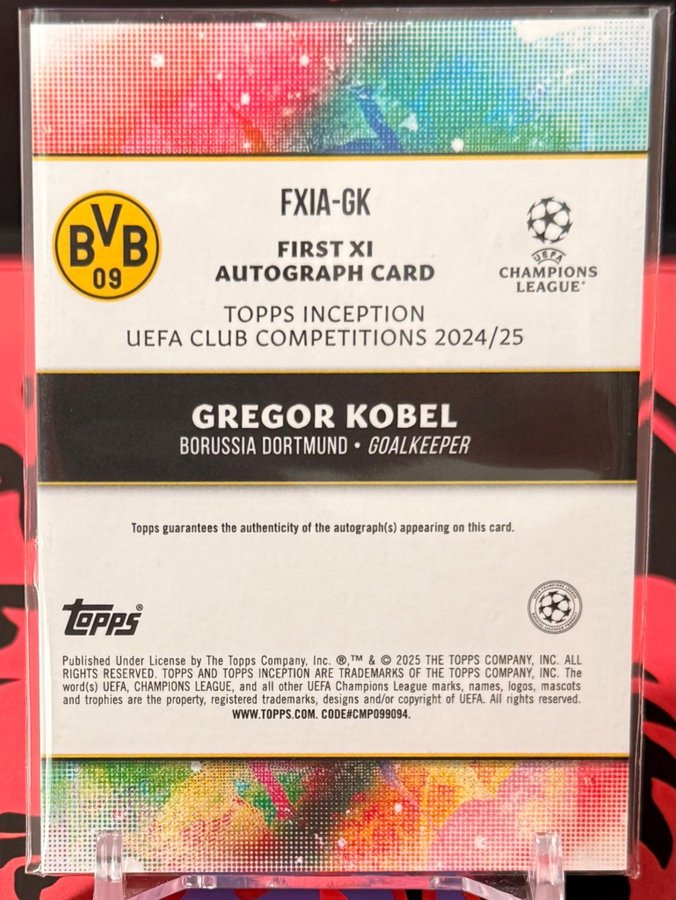 FXIA-GK
BVB
09
FIRST XI
AUTOGRAPH CARD
UEFA
CHAMPIONS
LEAGUE®
TOPPS INCEPTION
UEFA CLUB COMPETITIONS 2024/25
GREGOR KOBEL
BORUSSIA DORTMUND • GOALKEEPER
Topps guarantees the authenticity of the autograph(s) appearing on this card.
topps®
Published Under License by The Topps Company, Inc. ®,™ & © 2025 THE TOPPS COMPANY, INC. ALL
RIGHTS RESERVED. TOPPS AND TOPPS INCEPTION ARE TRADEMARKS OF THE TOPPS COMPANY, INC. The
word(s) UEFA, CHAMPIONS LEAGUE, and all other UEFA Champions League marks, names, logos, mascots
and trophies are the property, registered trademarks, designs and/or copyright of UEFA. All rights reserved.
WWW.TOPPS.COM. CODE#CMP099094.